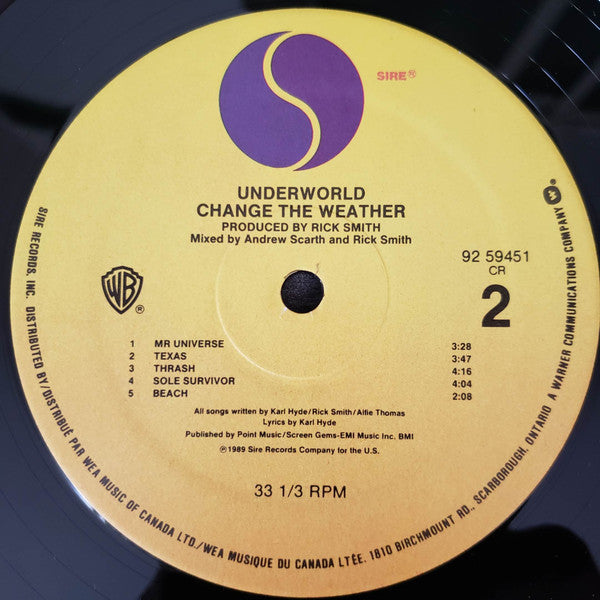 SIRE®
UNDERWORLD
CHANGE THE WEATHER
PRODUCED BY RICK SMITH
Mixed by Andrew Scarth and Rick Smith
92 59451
CR
2
WB®
1 MR UNIVERSE 3:28
2 TEXAS 3:47
3 THRASH 4:16
4 SOLE SURVIVOR 4:04
5 BEACH 2:08
All songs written by Karl Hyde/Rick Smith/Alfie Thomas
Lyrics by Karl Hyde
Published by Point Music/Screen Gems-EMI Music Inc. BMI
℗1989 Sire Records Company for the U.S.
33 1/3 RPM
SIRE RECORDS, INC. DISTRIBUTED BY/DISTRIBUÉ PAR WEA MUSIC OF CANADA LTD./WEA MUSIQUE DU CANADA LTÉE. 1810 BIRCHMOUNT RD., SCARBOROUGH, ONTARIO A WARNER COMMUNICATIONS COMPANY W®